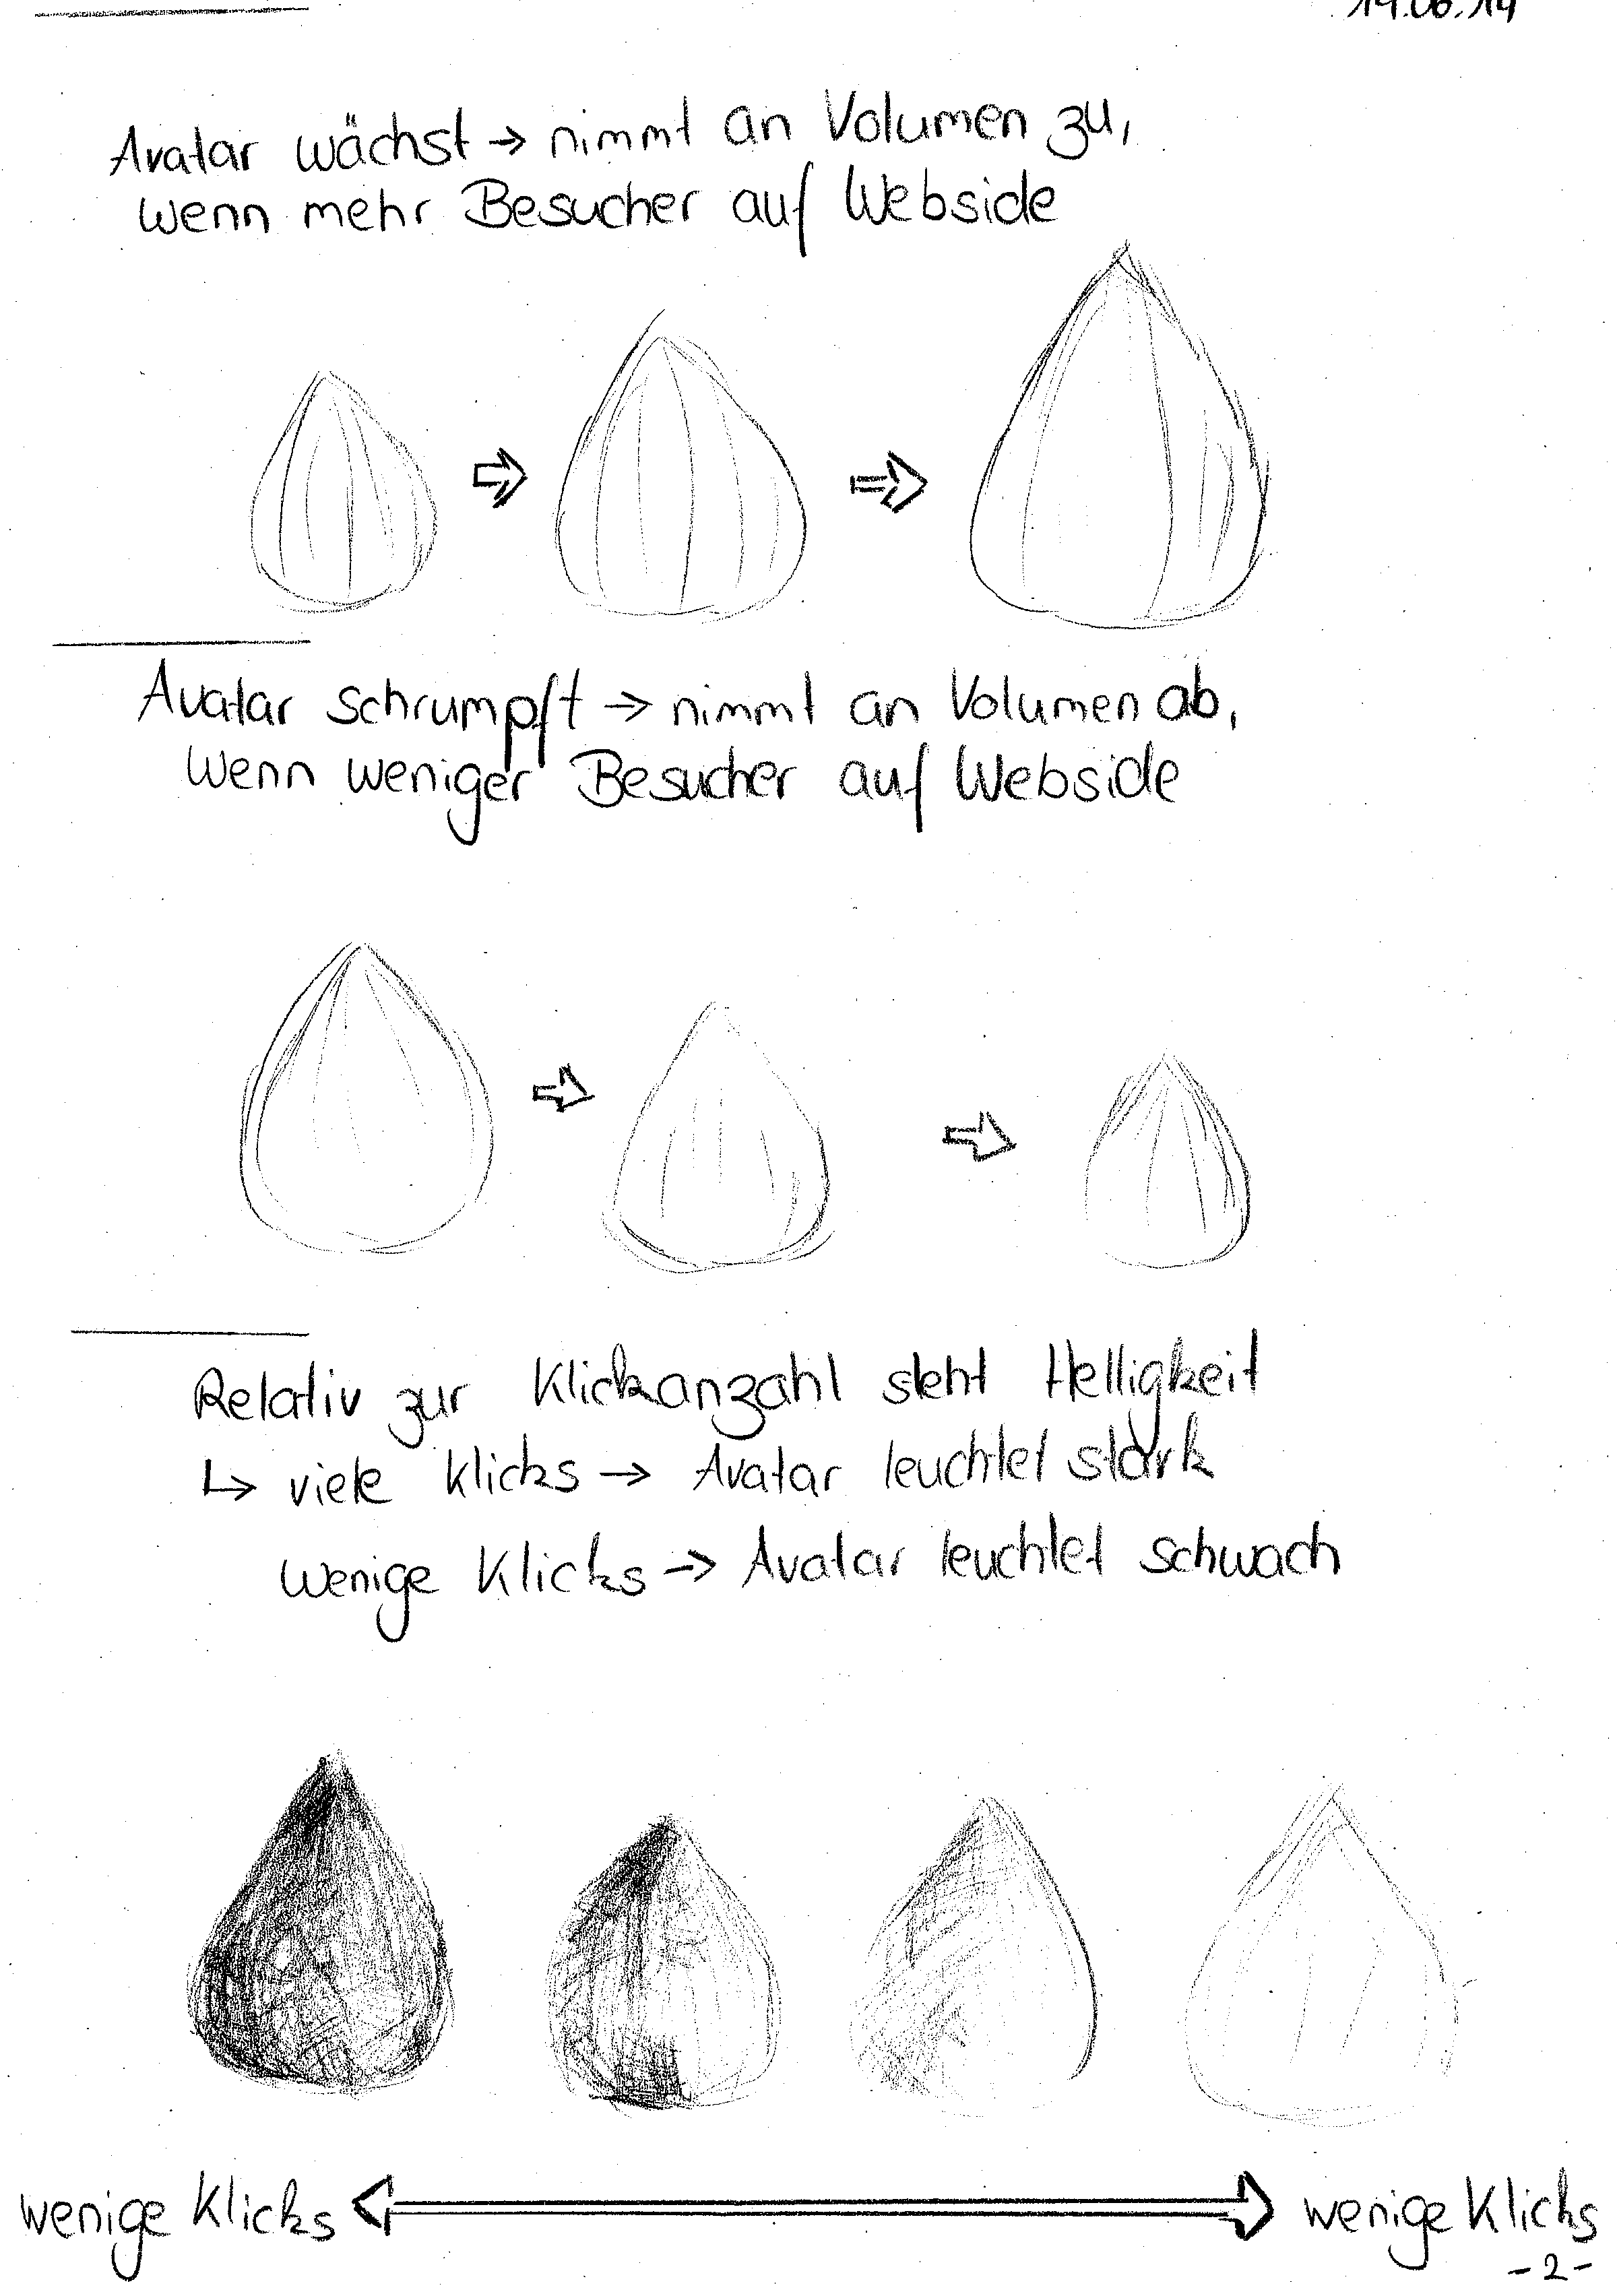 19.06.14
Avatar wächst → nimmt an Volumen zu,
wenn mehr Besucher auf Webside
Avatar schrumpft → nimmt an Volumen ab,
wenn weniger Besucher auf Webside
Relativ zur Klickanzahl steht Helligkeit
↳ viele Klicks → Avatar leuchtet stark
wenige Klicks → Avatar leuchtet schwach
wenige Klicks
wenige Klicks
-2-